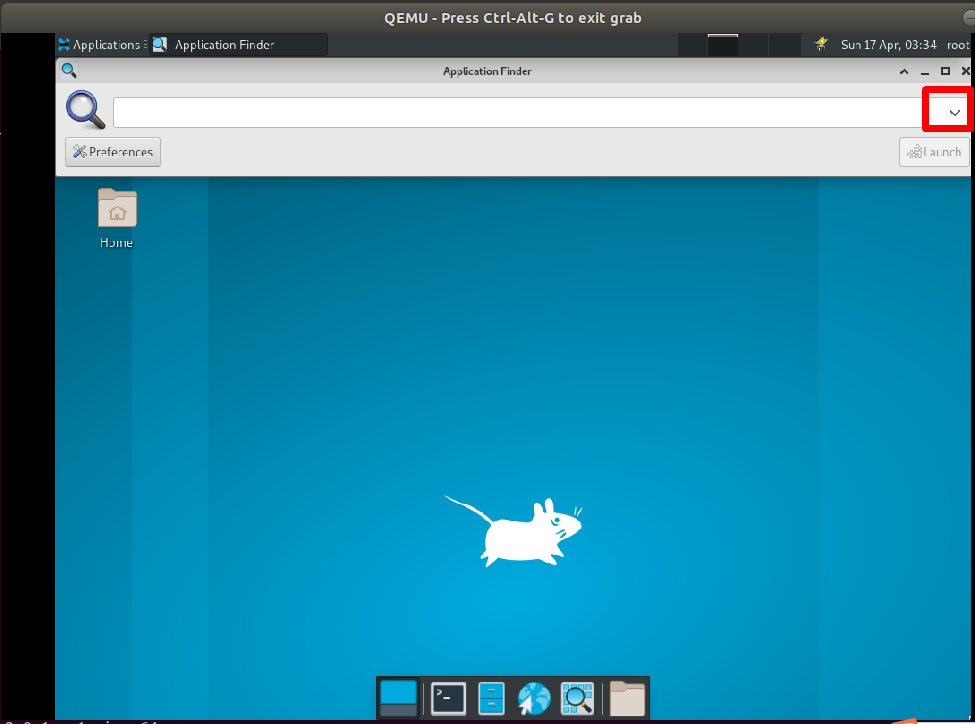 QEMU - Press Ctrl-Alt-G to exit grab
Applications Application Finder Sun 17 Apr, 03:34 root
Application Finder
Preferences Launch
Home
>_